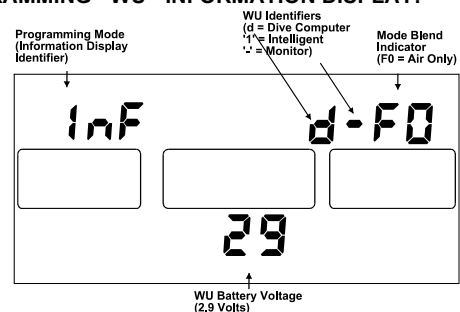 PROGRAMMING "WU" INFORMATION DISPLAY:
Programming Mode
(Information Display
Identifier)
WU Identifiers
(d = Dive Computer
'1' = Intelligent
'-' = Monitor)
Mode Blend
Indicator
(F0 = Air Only)
InF
d-F0
29
WU Battery Voltage
(2.9 Volts)